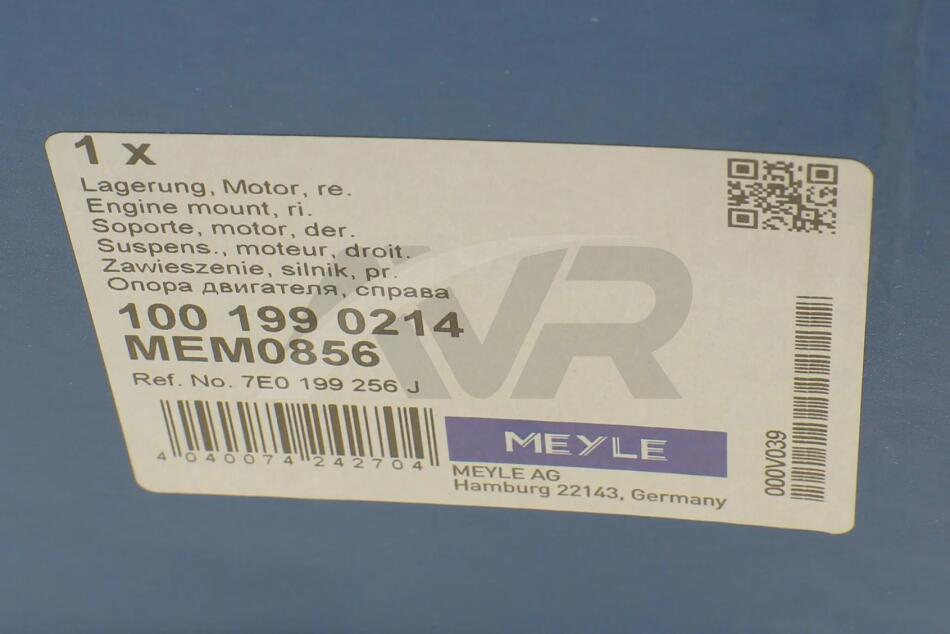 1 x
Lagerung, Motor, re.
Engine mount, ri.
Soporte, motor, der.
Suspens., moteur, droit.
Zawieszenie, silnik, pr.
Опора двигателя, справа
100 199 0214
MEM0856
Ref. No. 7E0 199 256 J
4 040074 242704
MEYLE
MEYLE AG
Hamburg 22143, Germany
000V039
VR